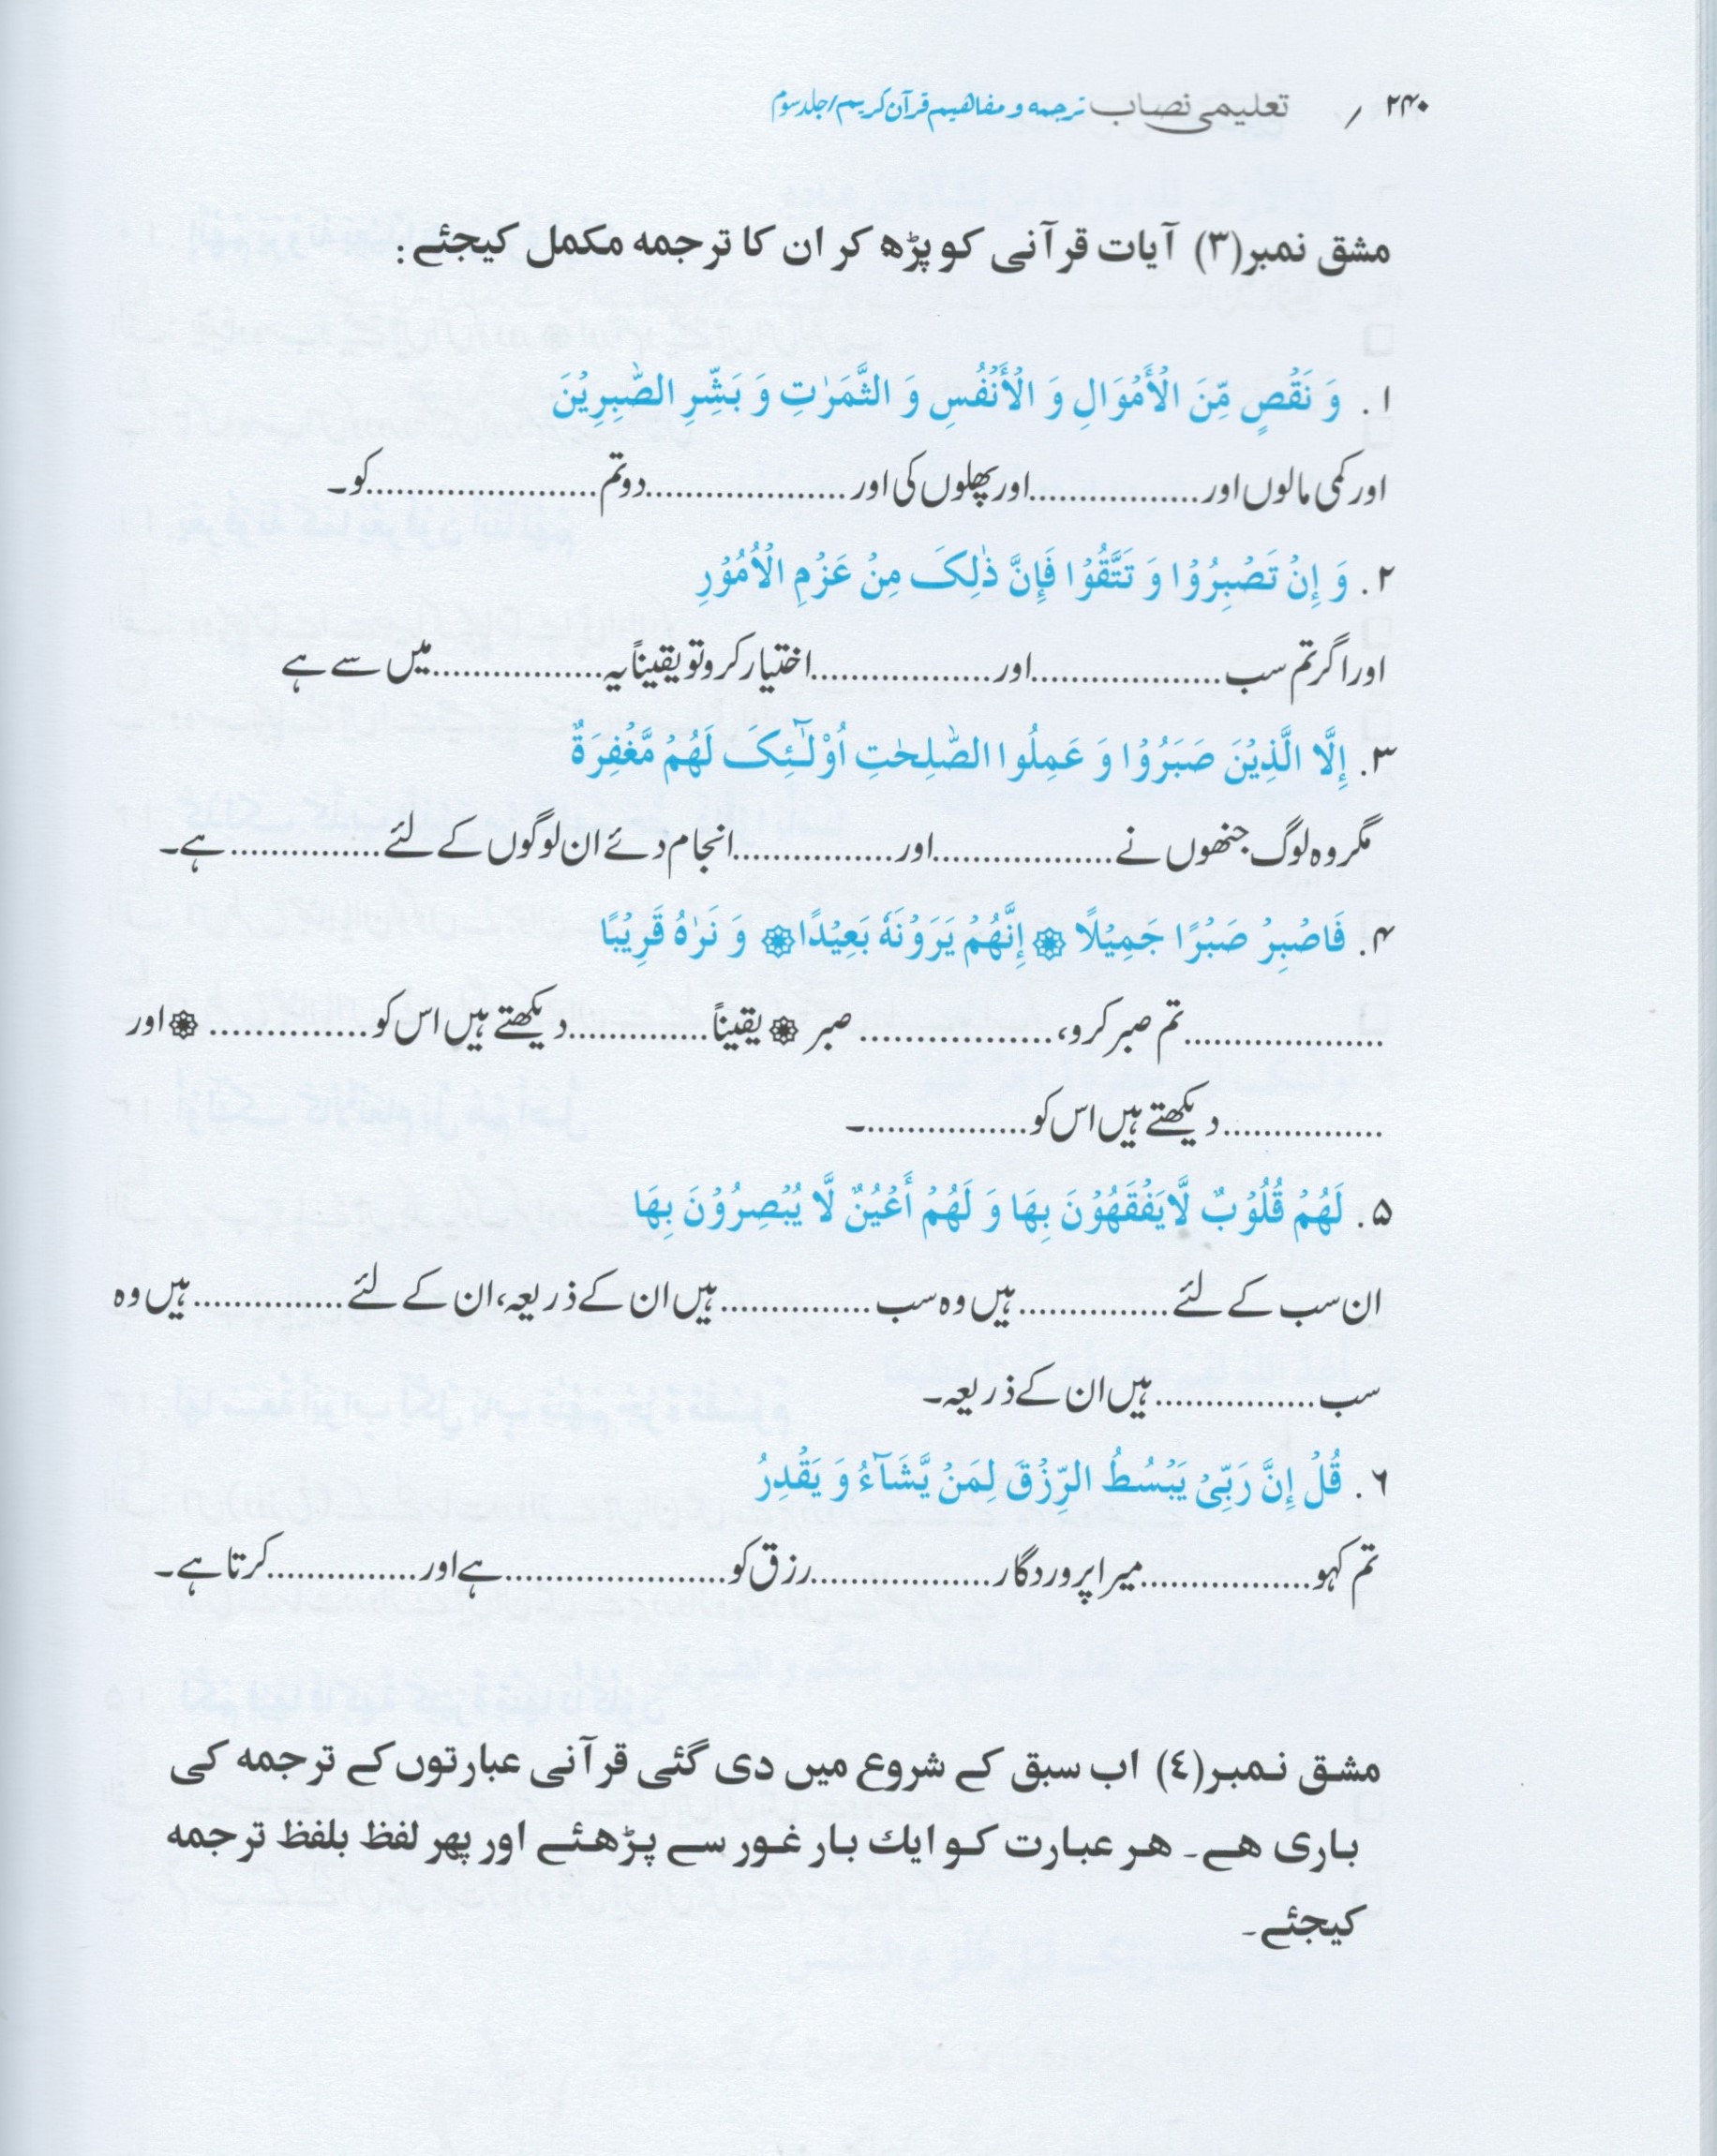 ۲۴۰ / تعلیمی نصاب ترجمہ و مفاھیم قرآن کریم/جلد سوم
مشق نمبر(۳) آیات قرآنی کو پڑھ کر ان کا ترجمہ مکمل کیجئے:
۱. وَ نَقْصٍ مِّنَ الْأَمْوَالِ وَ الْأَنْفُسِ وَ الثَّمَرٰتِ وَ بَشِّرِ الصّٰبِرِيْنَ
اور کمی مالوں اور..................اور پھلوں کی اور.....................دو تم........................کو۔
۲. وَ إِنْ تَصْبِرُوْا وَ تَتَّقُوْا فَإِنَّ ذٰلِکَ مِنْ عَزْمِ الْأُمُوْرِ
اور اگر تم سب....................اور...................اختیار کرو تو یقیناً یہ..................میں سے ہے
۳. إِلَّا الَّذِيْنَ صَبَرُوْا وَ عَمِلُوا الصّٰلِحٰتِ اُوْلٰٓئِکَ لَهُمْ مَّغْفِرَةٌ
مگر وہ لوگ جنھوں نے...................اور.................انجام دئے ان لوگوں کے لئے................ہے۔
۴. فَاصْبِرْ صَبْرًا جَمِيْلًا ۞ إِنَّهُمْ يَرَوْنَهٗ بَعِيْدًا۞ وَ نَرٰهُ قَرِيْبًا
.....................تم صبر کرو،.................... صبر ۞ یقیناً...............دیکھتے ہیں اس کو................. ۞ اور
.................دیکھتے ہیں اس کو.................۔
۵. لَهُمْ قُلُوْبٌ لَّايَفْقَهُوْنَ بِهَا وَ لَهُمْ أَعْيُنٌ لَّا يُبْصِرُوْنَ بِهَا
ان سب کے لئے................ہیں وہ سب................ہیں ان کے ذریعہ، ان کے لئے................ہیں وہ
سب.................ہیں ان کے ذریعہ۔
۶. قُلْ إِنَّ رَبِّيْ يَبْسُطُ الرِّزْقَ لِمَنْ يَّشَآءُ وَ يَقْدِرُ
تم کہو..................میرا پروردگار...................رزق کو.......................ہے اور................کرتا ہے۔
مشق نمبر(٤) اب سبق کے شروع میں دی گئی قرآنی عبارتوں کے ترجمہ کی
باری ھے۔ ھر عبارت کو ایك بار غور سے پڑھئے اور پھر لفظ بلفظ ترجمہ
کیجئے۔